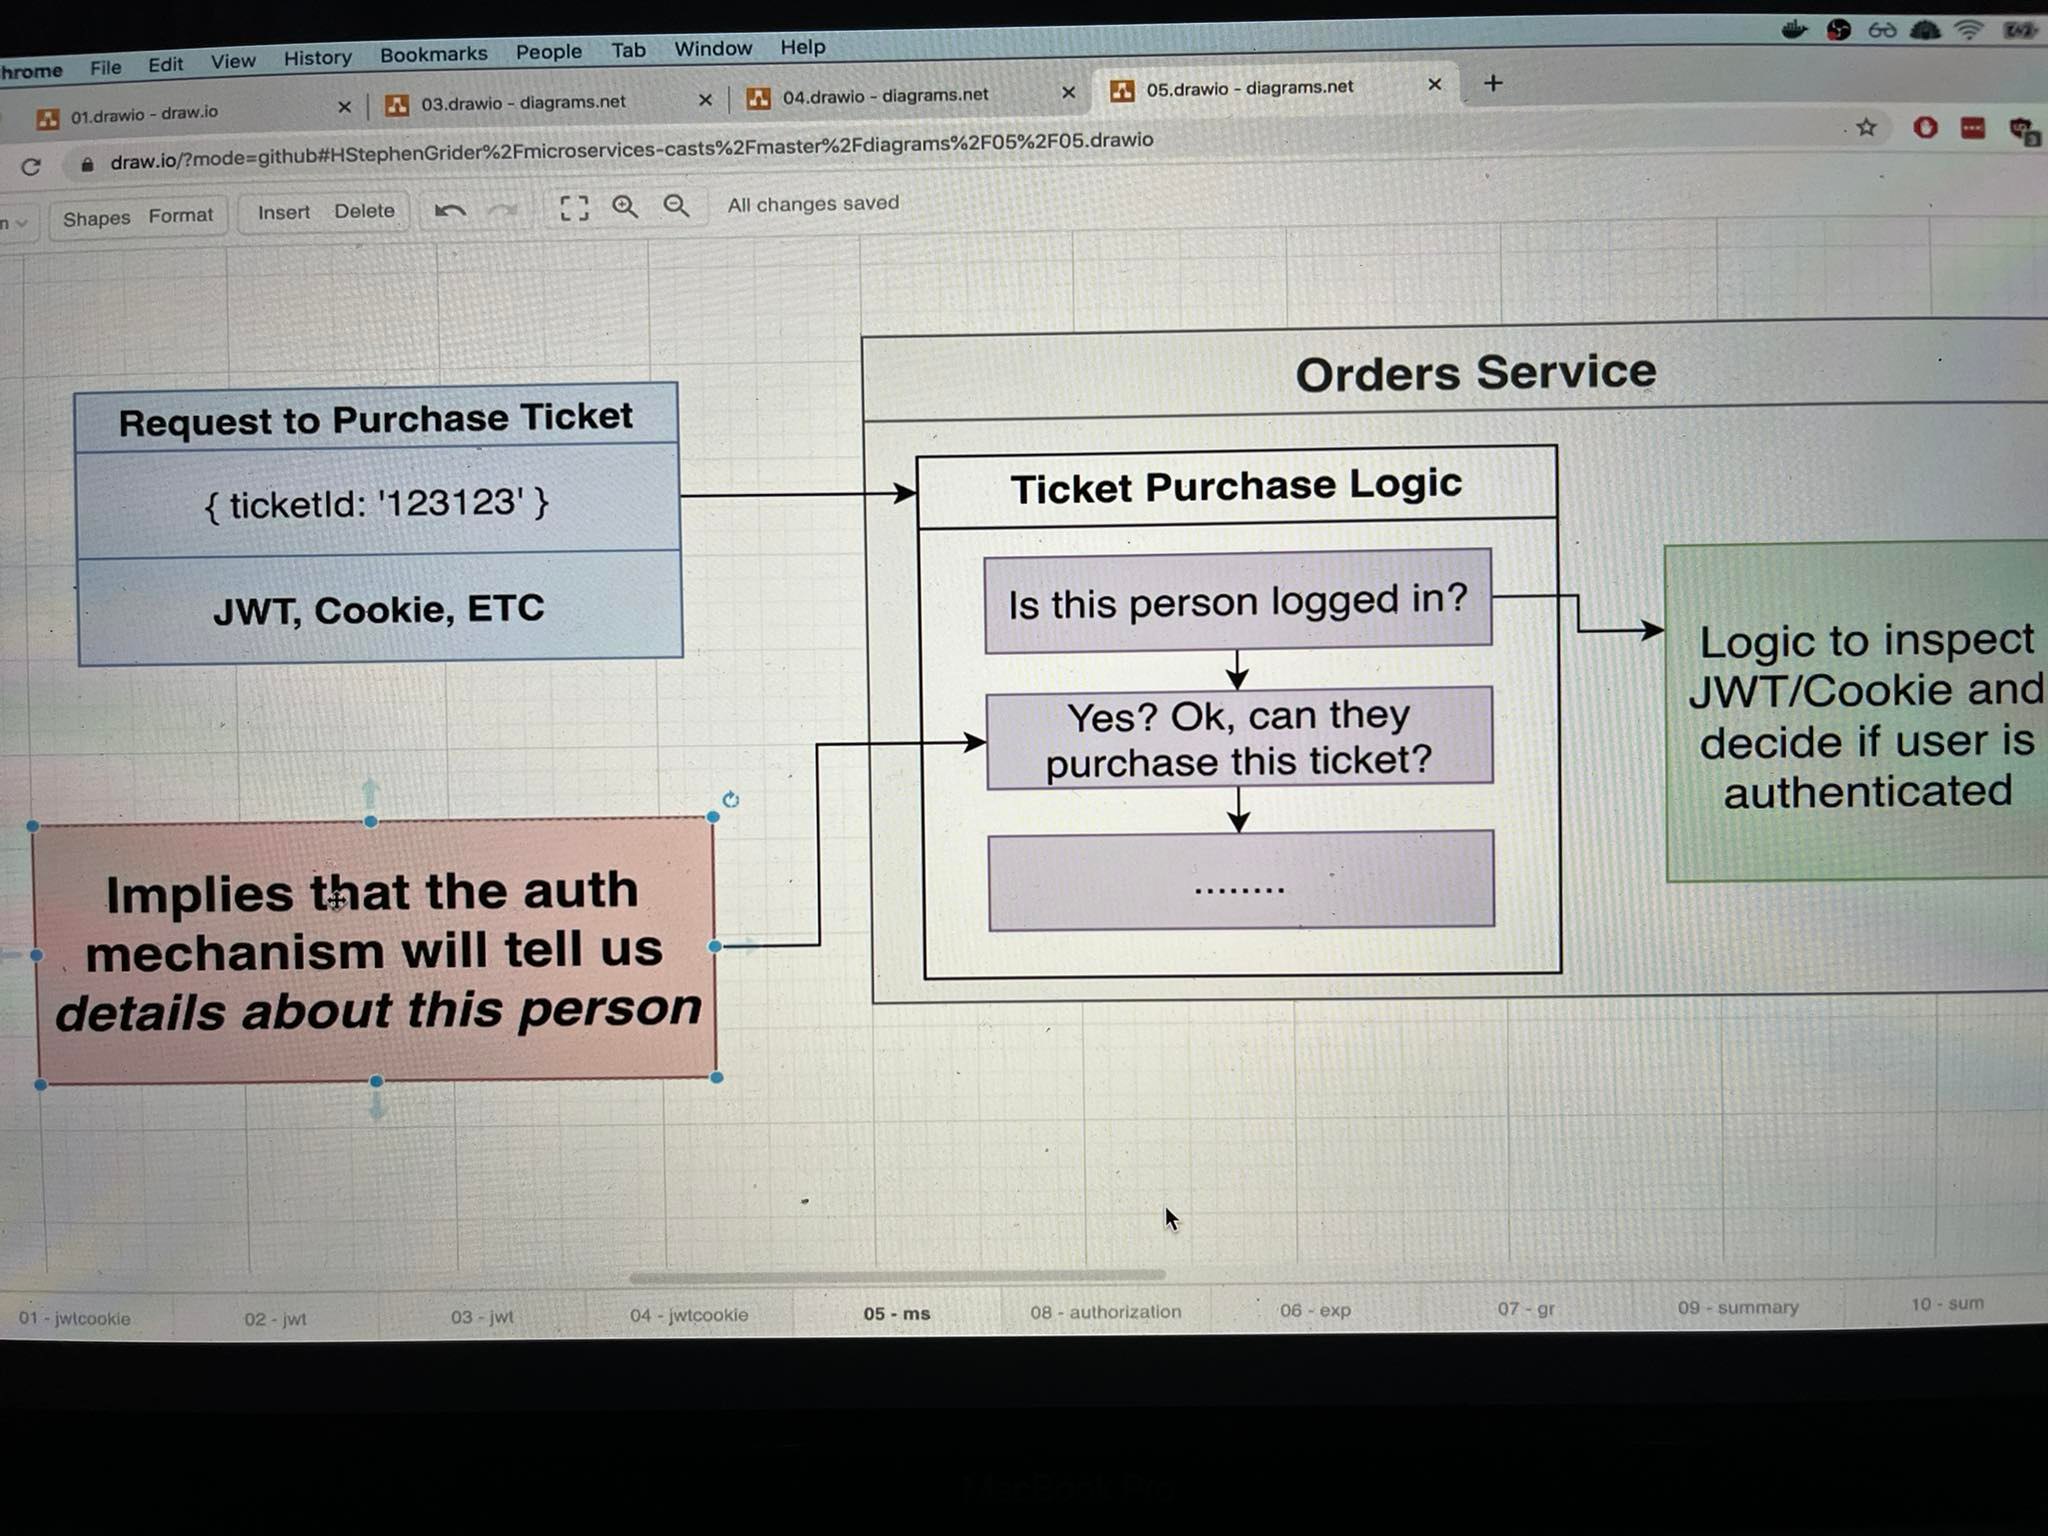 File Edit View History Bookmarks People Tab Window Help
01.drawio - draw.io
03.drawio - diagrams.net
04.drawio - diagrams.net
05.drawio - diagrams.net
draw.io/?mode=github#HStephenGrider%2Fmicroservices-casts%2Fmaster%2Fdiagrams%2F05%2F05.drawio
Shapes Format Insert Delete All changes saved
Orders Service
Request to Purchase Ticket
{ ticketId: '123123' }
JWT, Cookie, ETC
Ticket Purchase Logic
Is this person logged in?
Yes? Ok, can they
purchase this ticket?
........
Logic to inspect
JWT/Cookie and
decide if user is
authenticated
Implies that the auth
mechanism will tell us
details about this person
01 - jwtcookie 02 - jwt 03 - jwt 04 - jwtcookie 05 - ms 08 - authorization 06 - exp 07 - gr 09 - summary 10 - sum
MacBook Pro